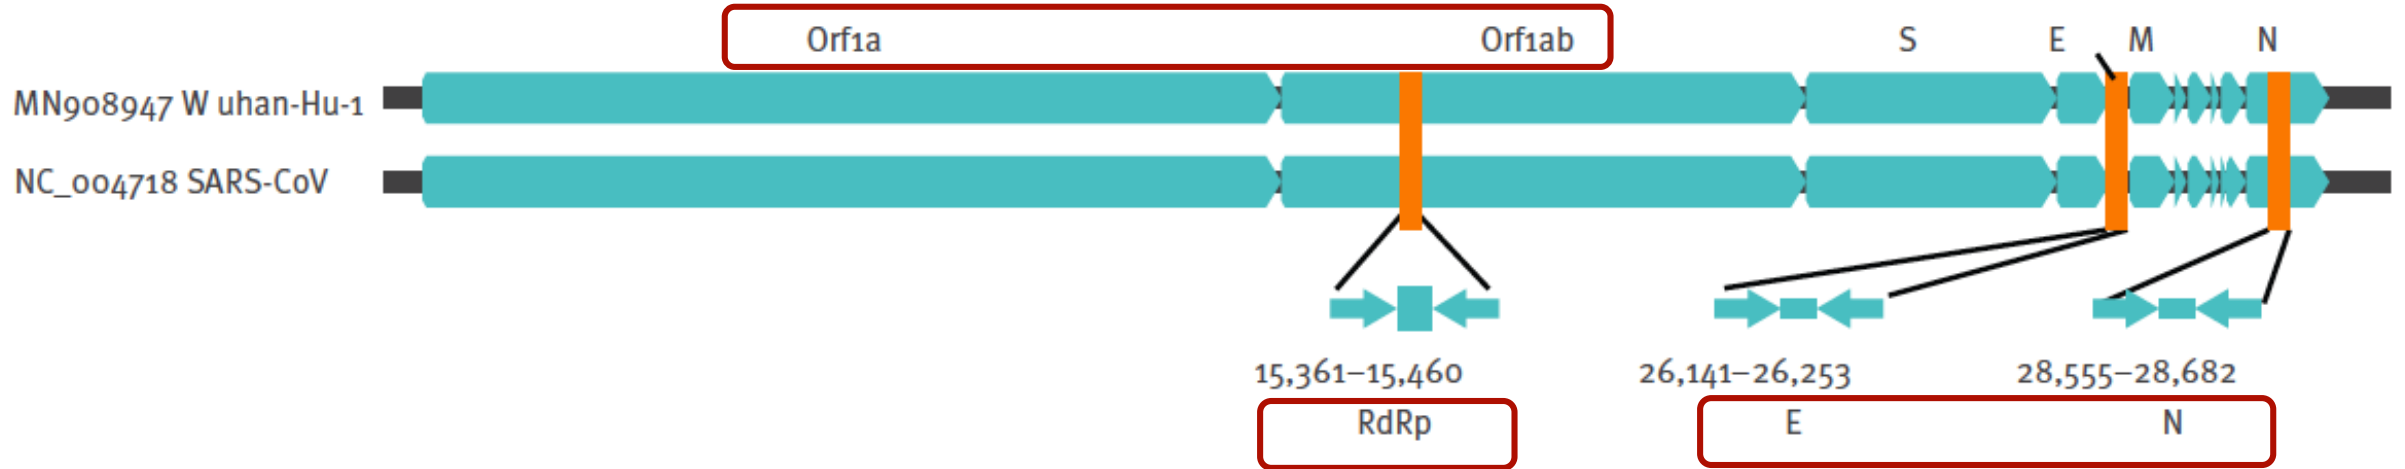 Orf1a Orf1ab S E M N
MN908947 W uhan-Hu-1
NC_004718 SARS-CoV
15,361–15,460 26,141–26,253 28,555–28,682
RdRp E N